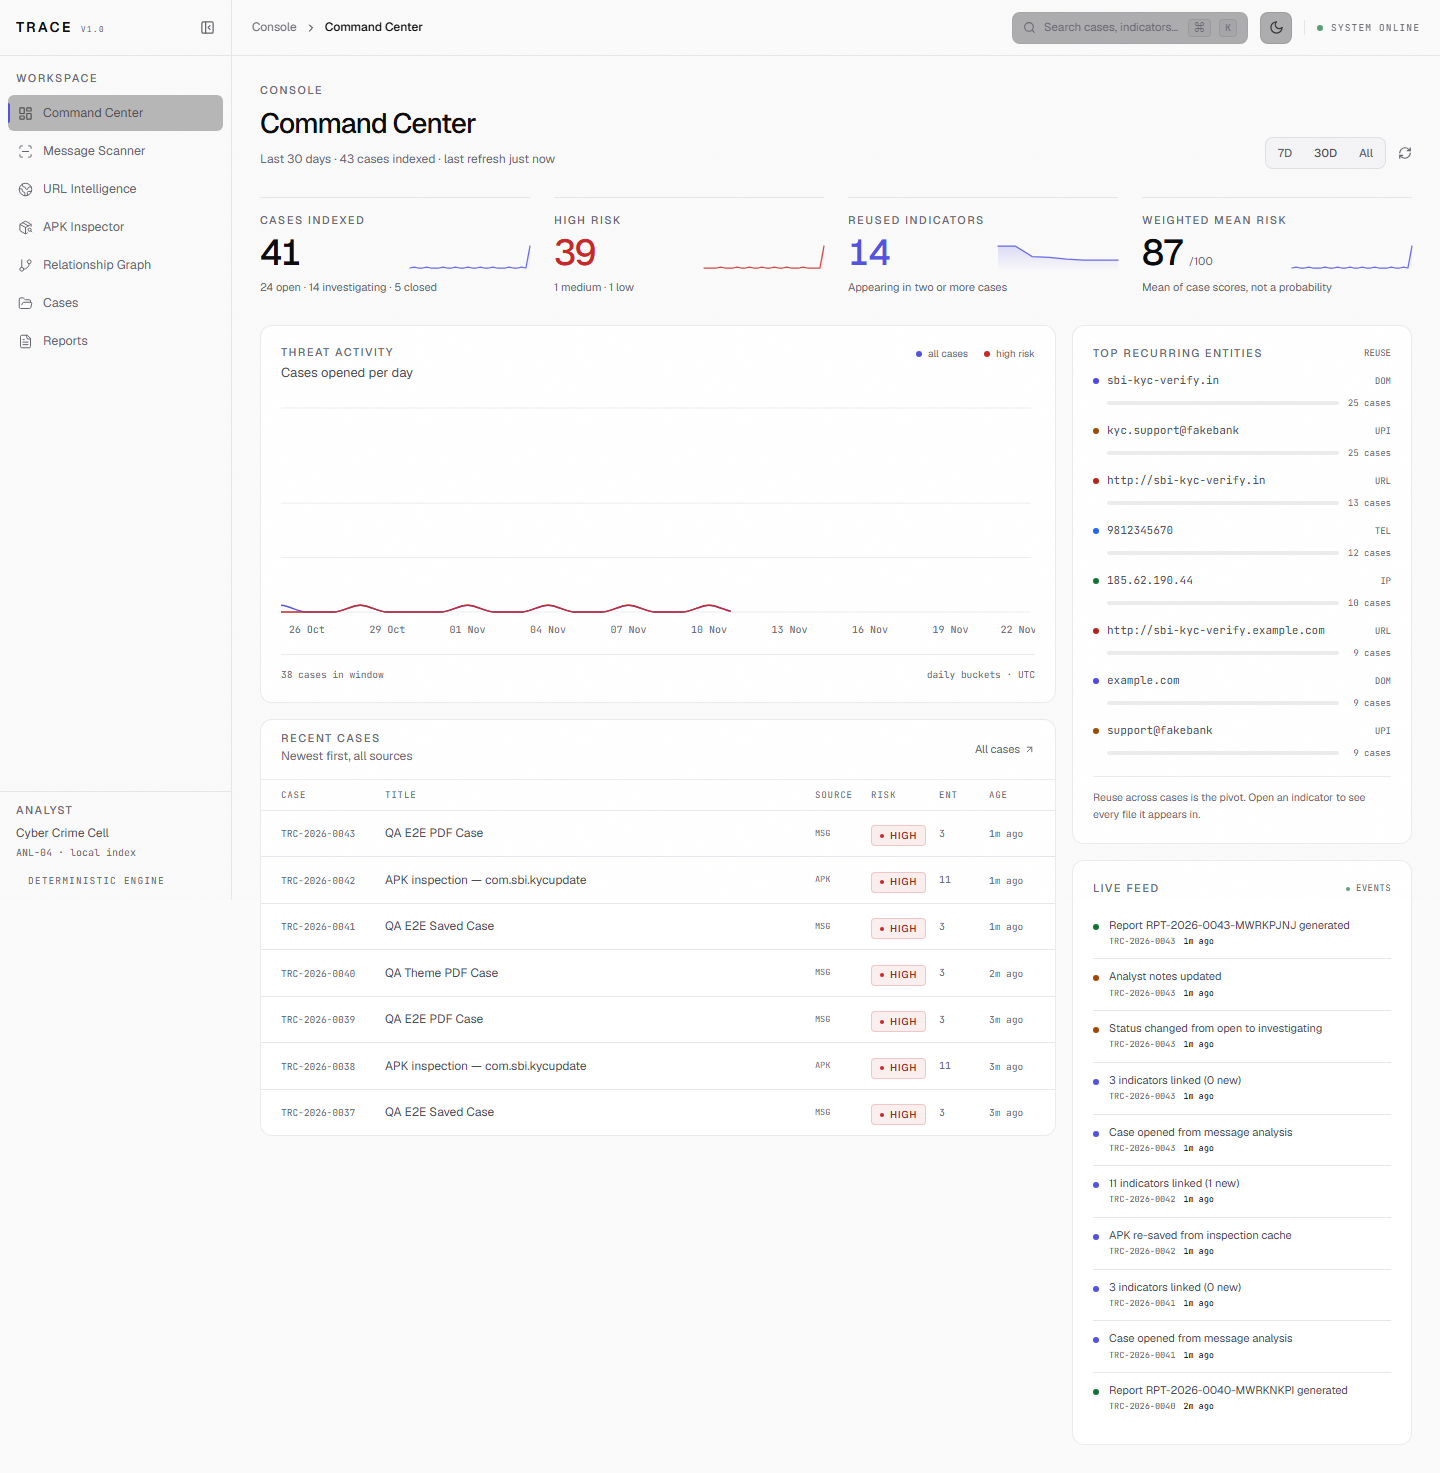 TRACE V1.0
WORKSPACE
Command Center
Message Scanner
URL Intelligence
APK Inspector
Relationship Graph
Cases
Reports
ANALYST
Cyber Crime Cell
ANL-04 · local index
DETERMINISTIC ENGINE
Console > Command Center
Search cases, indicators... ⌘ K
SYSTEM ONLINE
CONSOLE
Command Center
Last 30 days · 43 cases indexed · last refresh just now
7D 30D All
CASES INDEXED
41
24 open · 14 investigating · 5 closed
HIGH RISK
39
1 medium · 1 low
REUSED INDICATORS
14
Appearing in two or more cases
WEIGHTED MEAN RISK
87 /100
Mean of case scores, not a probability
THREAT ACTIVITY
Cases opened per day
all cases high risk
26 Oct 29 Oct 01 Nov 04 Nov 07 Nov 10 Nov 13 Nov 16 Nov 19 Nov 22 Nov
38 cases in window
daily buckets · UTC
RECENT CASES
Newest first, all sources
All cases
CASE TITLE SOURCE RISK ENT AGE
TRC-2026-0043 QA E2E PDF Case MSG HIGH 3 1m ago
TRC-2026-0042 APK inspection — com.sbi.kycupdate APK HIGH 11 1m ago
TRC-2026-0041 QA E2E Saved Case MSG HIGH 3 1m ago
TRC-2026-0040 QA Theme PDF Case MSG HIGH 3 2m ago
TRC-2026-0039 QA E2E PDF Case MSG HIGH 3 3m ago
TRC-2026-0038 APK inspection — com.sbi.kycupdate APK HIGH 11 3m ago
TRC-2026-0037 QA E2E Saved Case MSG HIGH 3 3m ago
TOP RECURRING ENTITIES REUSE
sbi-kyc-verify.in DOM
25 cases
kyc.support@fakebank UPI
25 cases
http://sbi-kyc-verify.in URL
13 cases
9812345670 TEL
12 cases
185.62.190.44 IP
10 cases
http://sbi-kyc-verify.example.com URL
9 cases
example.com DOM
9 cases
support@fakebank UPI
9 cases
Reuse across cases is the pivot. Open an indicator to see
every file it appears in.
LIVE FEED EVENTS
Report RPT-2026-0043-MWRKPJNJ generated
TRC-2026-0043 1m ago
Analyst notes updated
TRC-2026-0043 1m ago
Status changed from open to investigating
TRC-2026-0043 1m ago
3 indicators linked (0 new)
TRC-2026-0043 1m ago
Case opened from message analysis
TRC-2026-0043 1m ago
11 indicators linked (1 new)
TRC-2026-0042 1m ago
APK re-saved from inspection cache
TRC-2026-0042 1m ago
3 indicators linked (0 new)
TRC-2026-0041 1m ago
Case opened from message analysis
TRC-2026-0041 1m ago
Report RPT-2026-0040-MWRKNKPI generated
TRC-2026-0040 2m ago